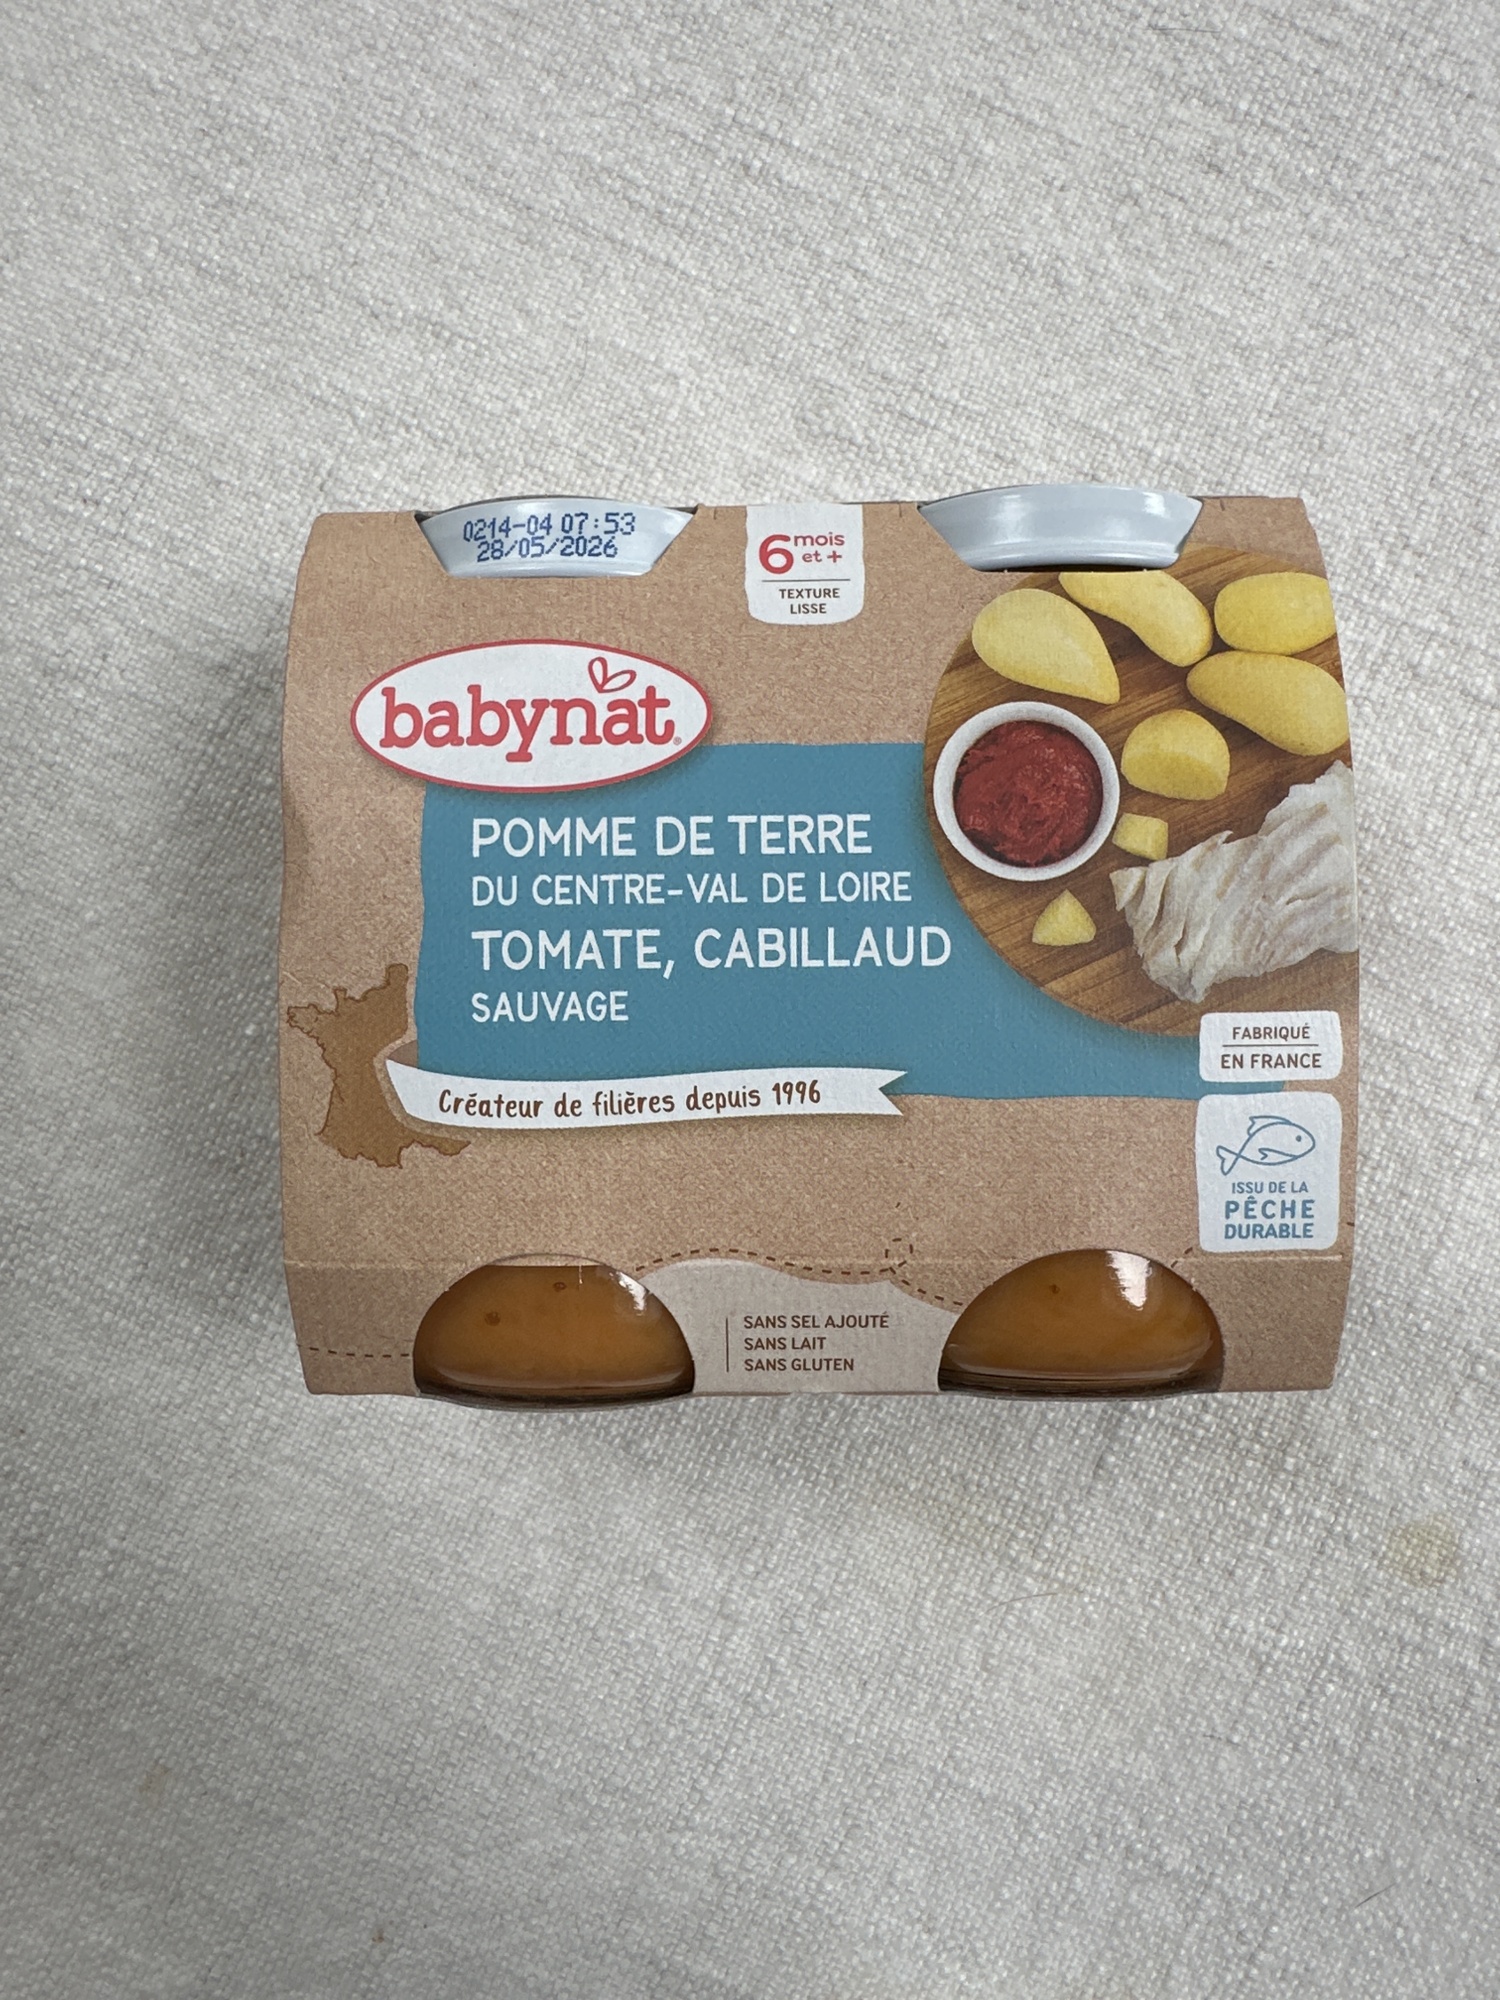 0214-04 07:53
28/05/2026
6 mois
et +
TEXTURE
LISSE
babynat
POMME DE TERRE
DU CENTRE-VAL DE LOIRE
TOMATE, CABILLAUD
SAUVAGE
Créateur de filières depuis 1996
FABRIQUÉ
EN FRANCE
ISSU DE LA
PÊCHE
DURABLE
SANS SEL AJOUTÉ
SANS LAIT
SANS GLUTEN